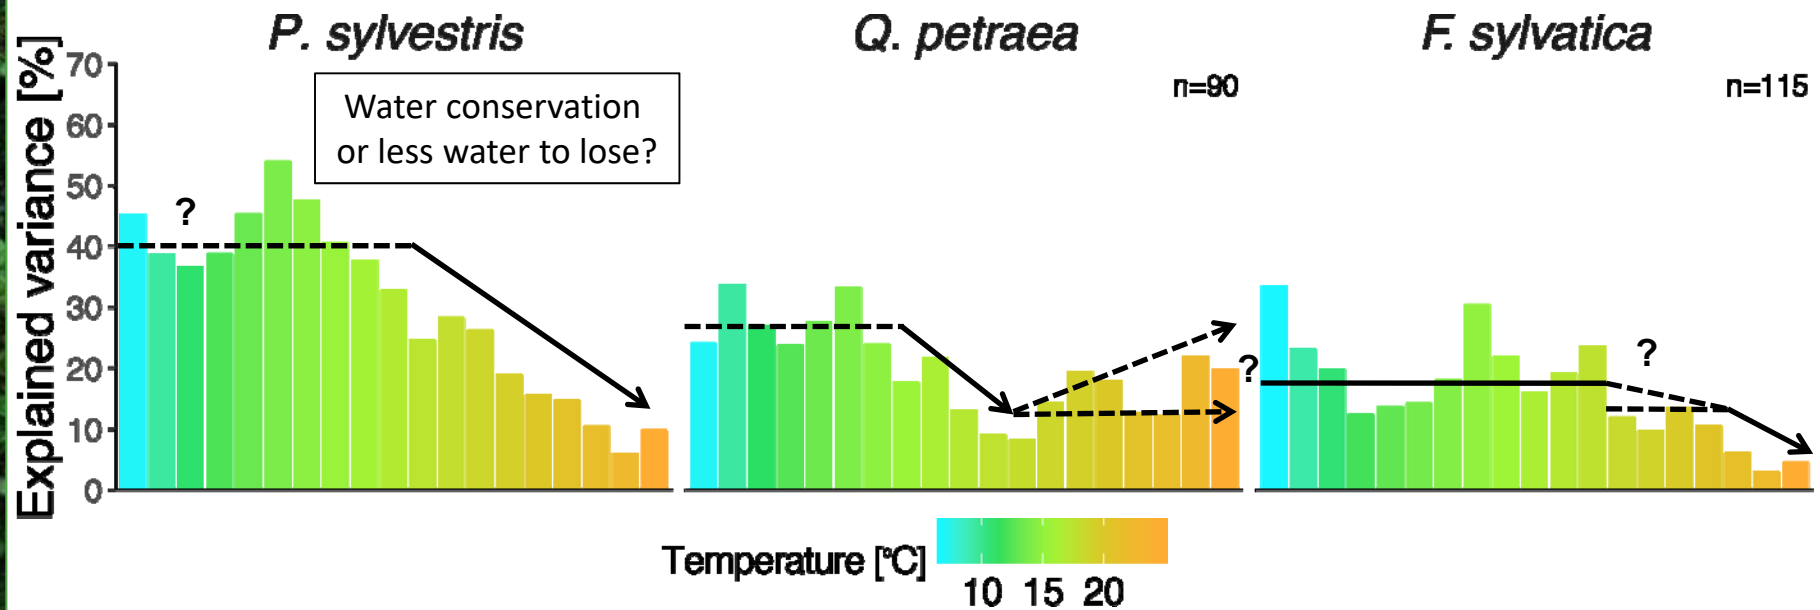 P. sylvestris
Q. petraea
F. sylvatica
Explained variance [%]
70
60
50
40
30
20
10
0
Water conservation
or less water to lose?
n=90
n=115
?
?
?
Temperature [°C]
10 15 20